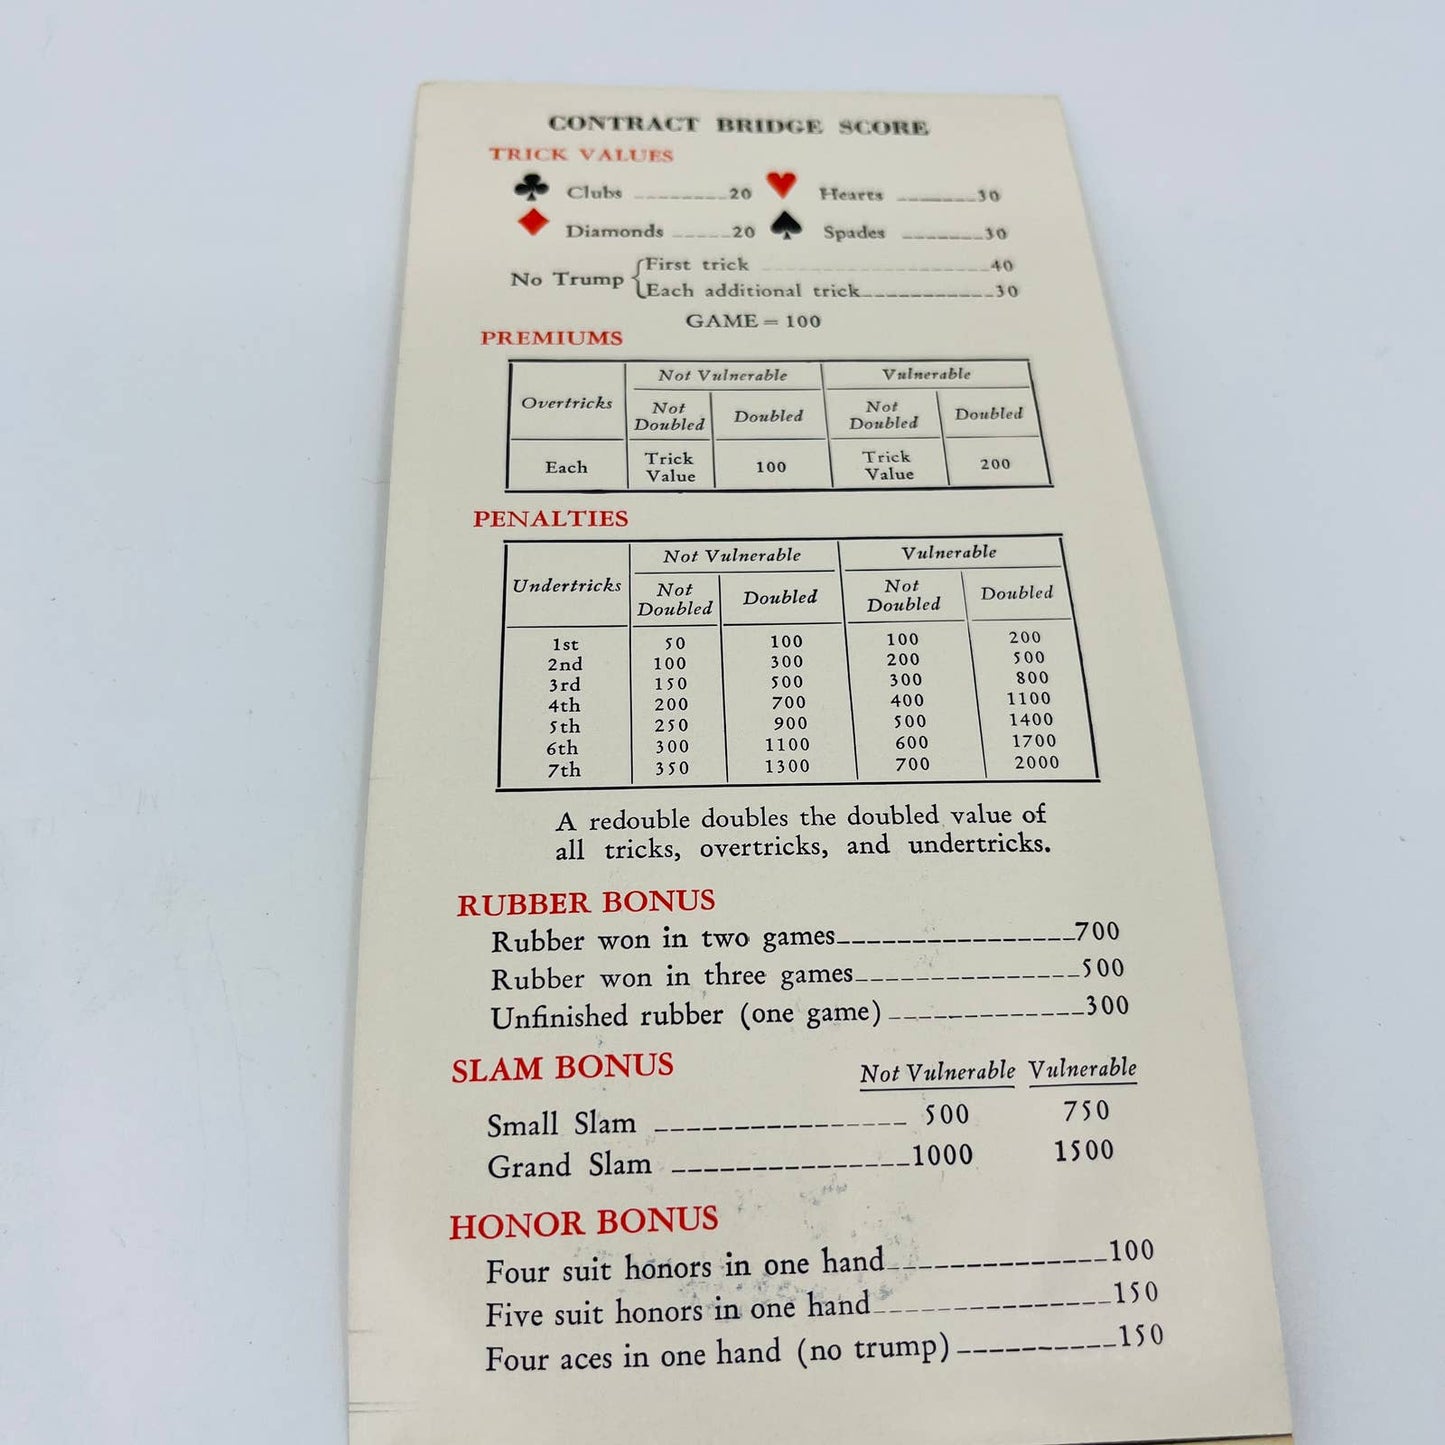 CONTRACT BRIDGE SCORE
TRICK VALUES
Clubs 20 Hearts 30
Diamonds 20 Spades 30
No Trump First trick 40
Each additional trick 30
GAME = 100
PREMIUMS
Overtricks Not Vulnerable Vulnerable
Not Doubled Doubled Not Doubled Doubled
Each Trick Value 100 Trick Value 200
PENALTIES
Undertricks Not Vulnerable Vulnerable
Not Doubled Doubled Not Doubled Doubled
1st 50 100 100 200
2nd 100 300 200 500
3rd 150 500 300 800
4th 200 700 400 1100
5th 250 900 500 1400
6th 300 1100 600 1700
7th 350 1300 700 2000
A redouble doubles the doubled value of
all tricks, overtricks, and undertricks.
RUBBER BONUS
Rubber won in two games 700
Rubber won in three games 500
Unfinished rubber (one game) 300
SLAM BONUS Not Vulnerable Vulnerable
Small Slam 500 750
Grand Slam 1000 1500
HONOR BONUS
Four suit honors in one hand 100
Five suit honors in one hand 150
Four aces in one hand (no trump) 150